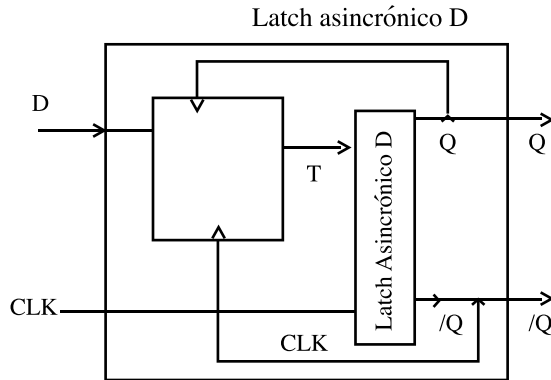 Latch asincrónico D
D
T
Latch Asincrónico D
Q
Q
CLK
CLK
/Q
/Q